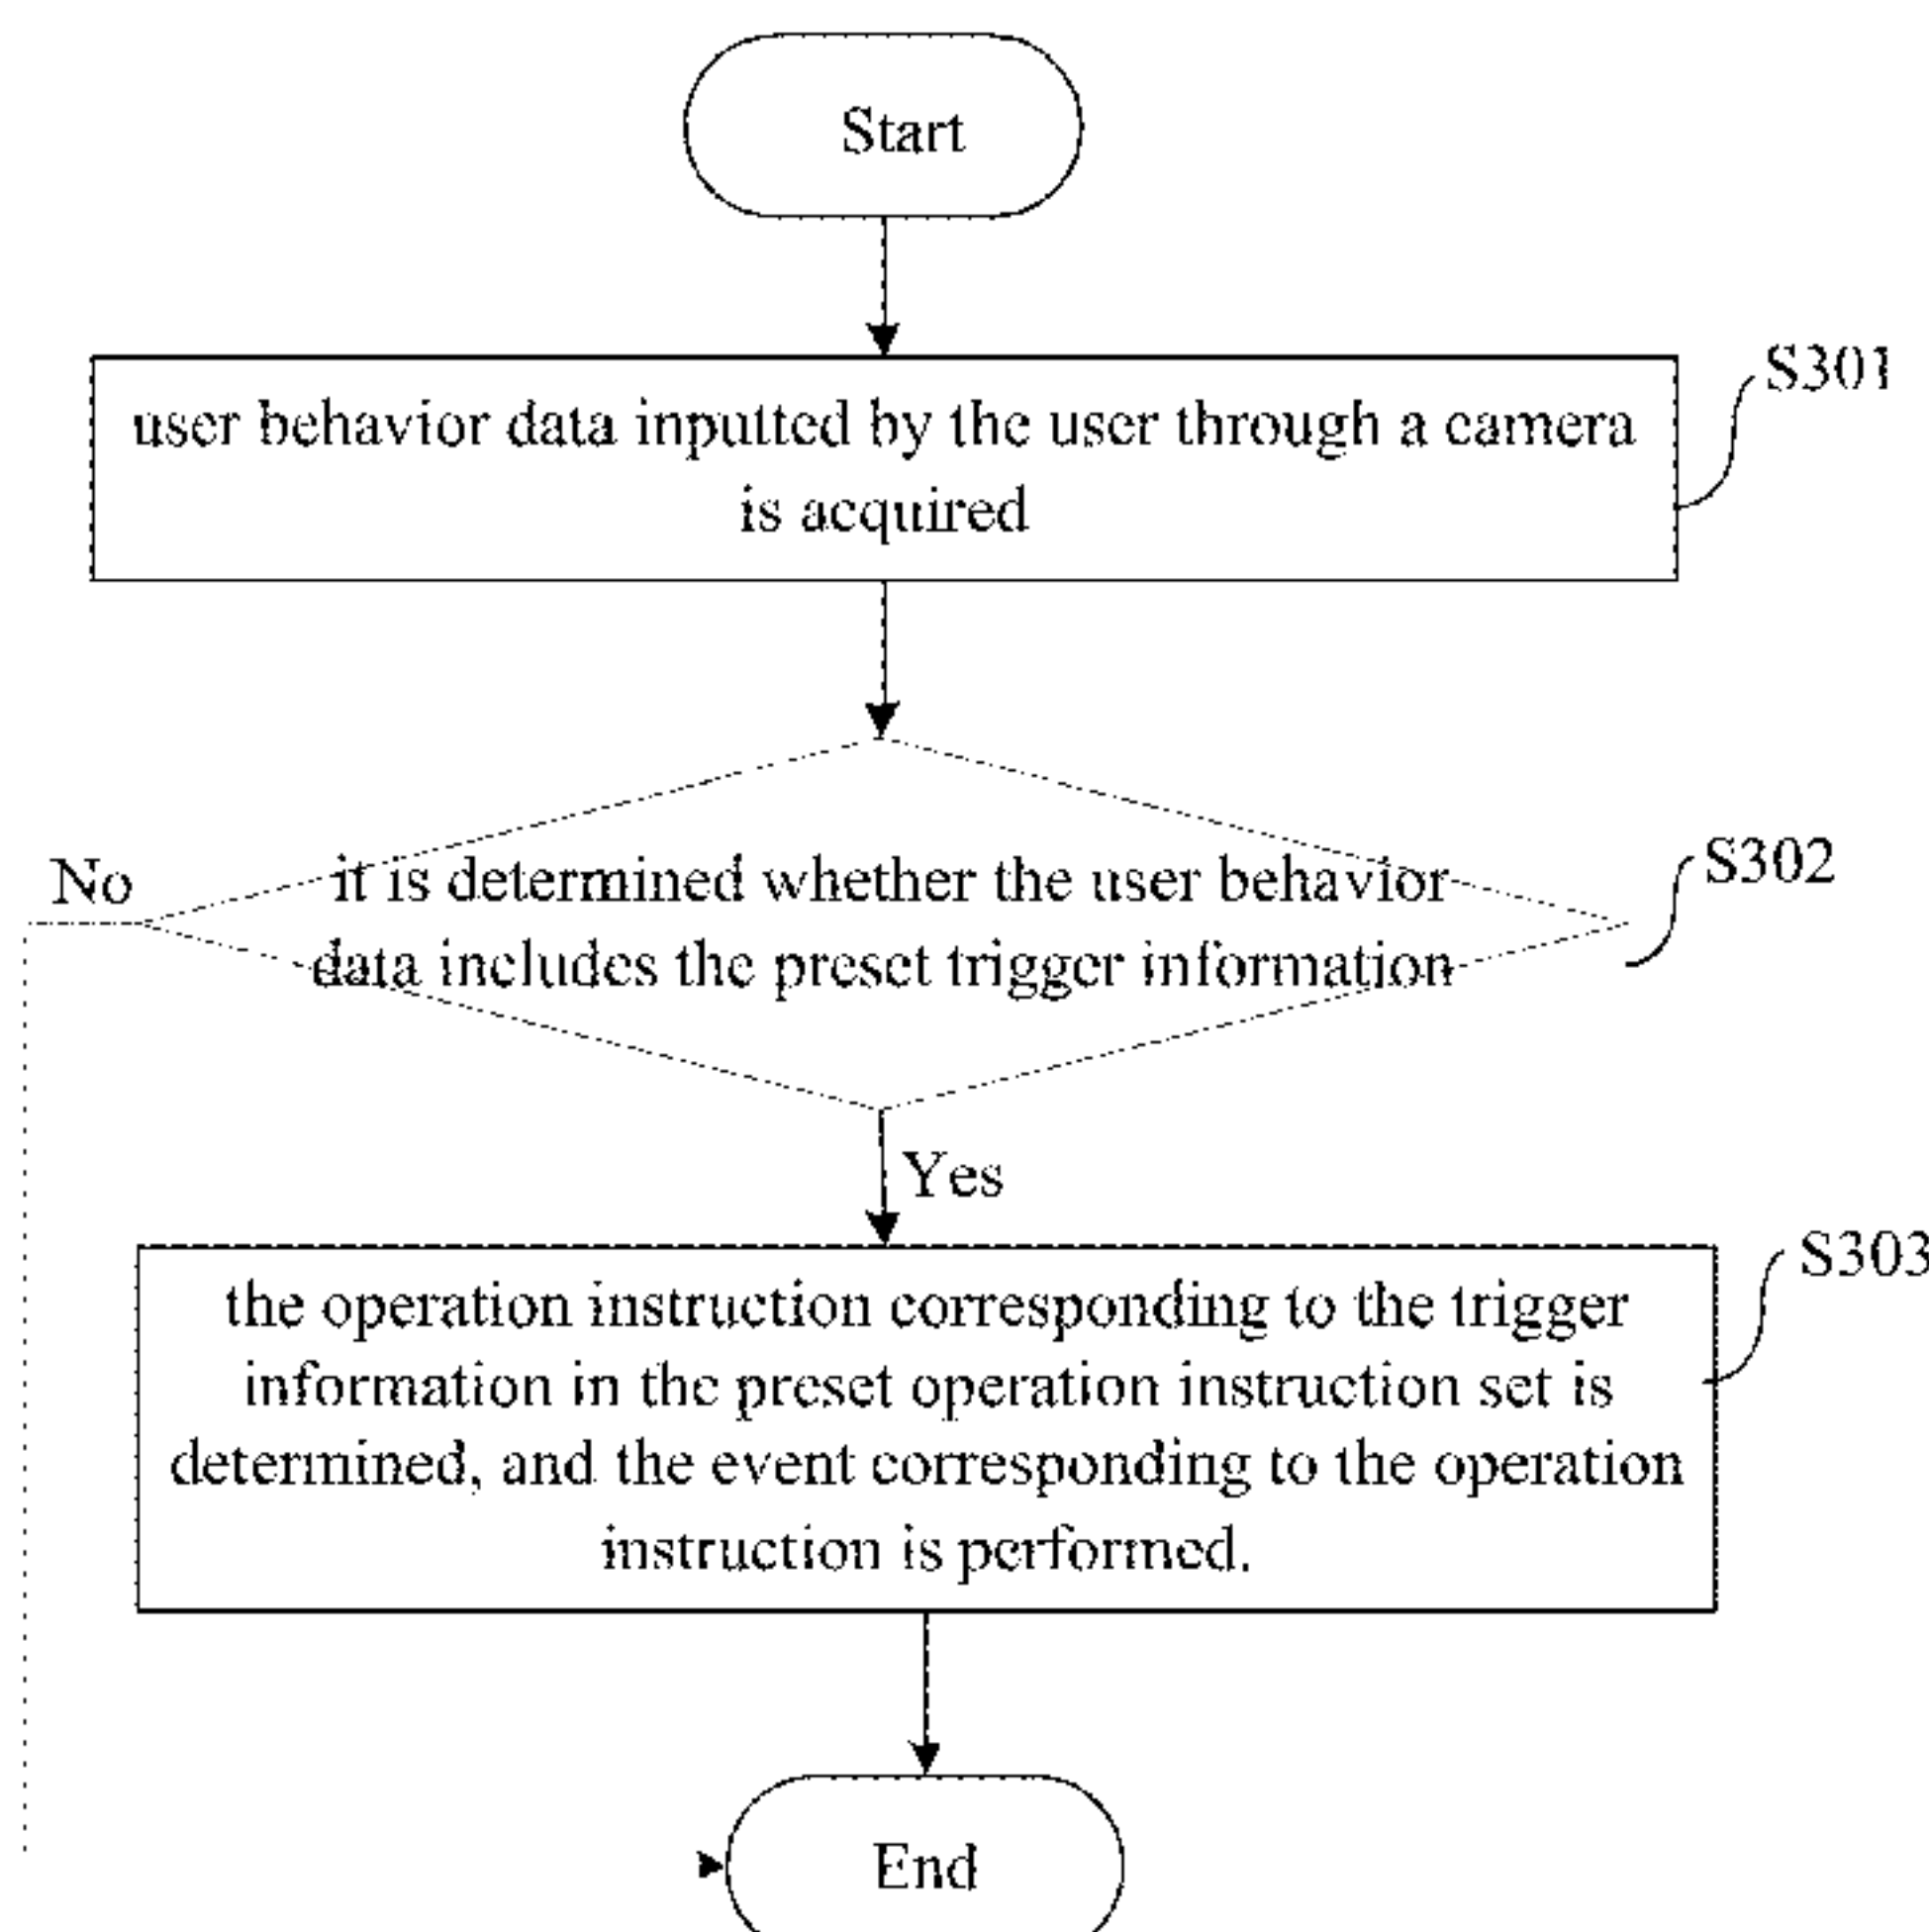 Start
S301
user behavior data inputted by the user through a camera
is acquired
S302
No
it is determined whether the user behavior
data includes the preset trigger information
Yes
S303
the operation instruction corresponding to the trigger
information in the preset operation instruction set is
determined, and the event corresponding to the operation
instruction is performed.
End